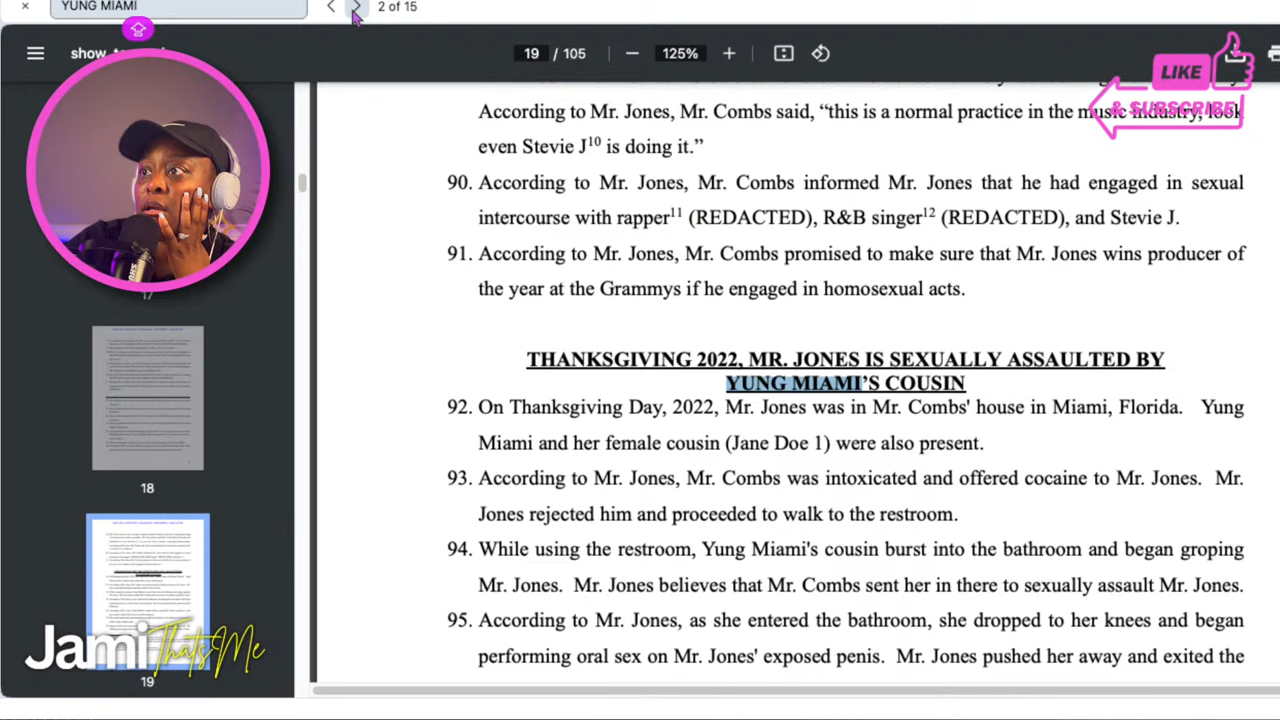 YUNG MIAMI
2 of 15
19 / 105
125%
LIKE
& SUBSCRIBE
According to Mr. Jones, Mr. Combs said, “this is a normal practice in the music industry, look
even Stevie J10 is doing it.”
90. According to Mr. Jones, Mr. Combs informed Mr. Jones that he had engaged in sexual
intercourse with rapper11 (REDACTED), R&B singer12 (REDACTED), and Stevie J.
91. According to Mr. Jones, Mr. Combs promised to make sure that Mr. Jones wins producer of
the year at the Grammys if he engaged in homosexual acts.
THANKSGIVING 2022, MR. JONES IS SEXUALLY ASSAULTED BY
YUNG MIAMI’S COUSIN
92. On Thanksgiving Day, 2022, Mr. Jones was in Mr. Combs' house in Miami, Florida. Yung
Miami and her female cousin (Jane Doe 1) were also present.
93. According to Mr. Jones, Mr. Combs was intoxicated and offered cocaine to Mr. Jones. Mr.
Jones rejected him and proceeded to walk to the restroom.
94. While using the restroom, Yung Miami's cousin burst into the bathroom and began groping
Mr. Jones. Mr. Jones believes that Mr. Combs sent her in there to sexually assault Mr. Jones.
95. According to Mr. Jones, as she entered the bathroom, she dropped to her knees and began
performing oral sex on Mr. Jones' exposed penis. Mr. Jones pushed her away and exited the
17
18
19
Jami That's Me